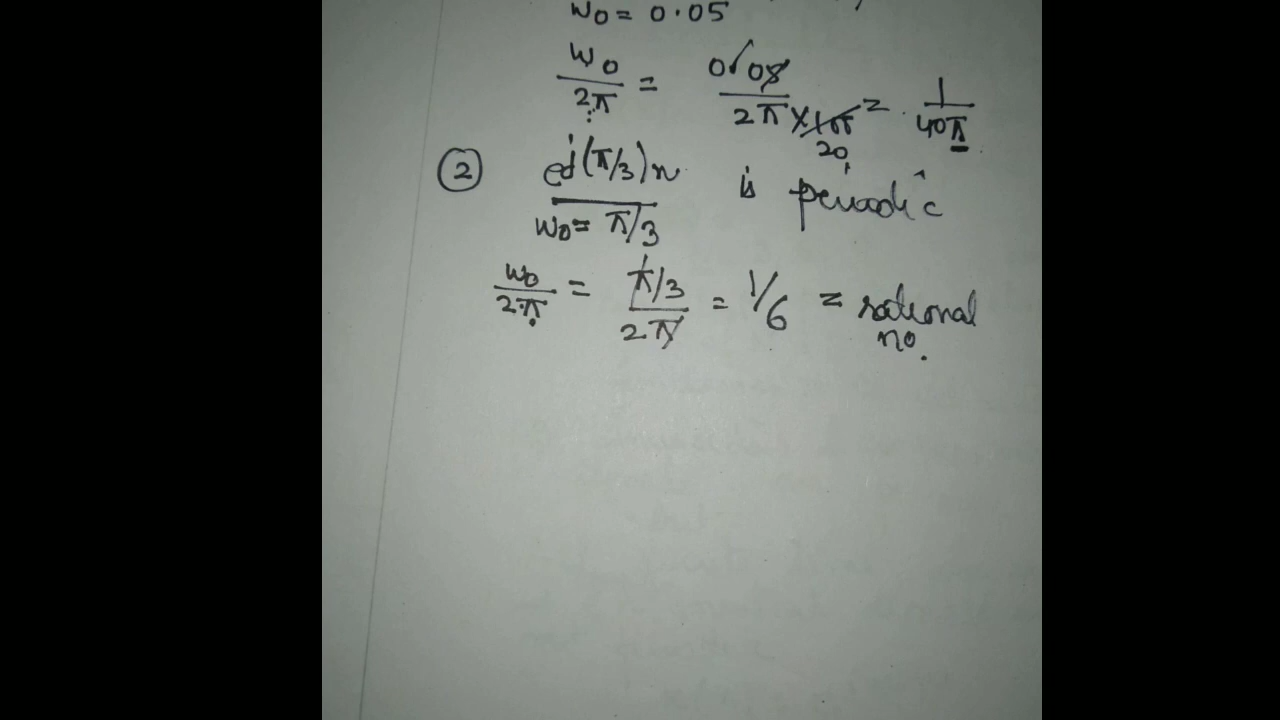 W₀ = 0.05
W₀/2π = 0.05/2π×100 20 = 1/40π
② e^j(π/3)n is periodic
W₀ = π/3
W₀/2π = π/3/2π = 1/6 = rational
no.